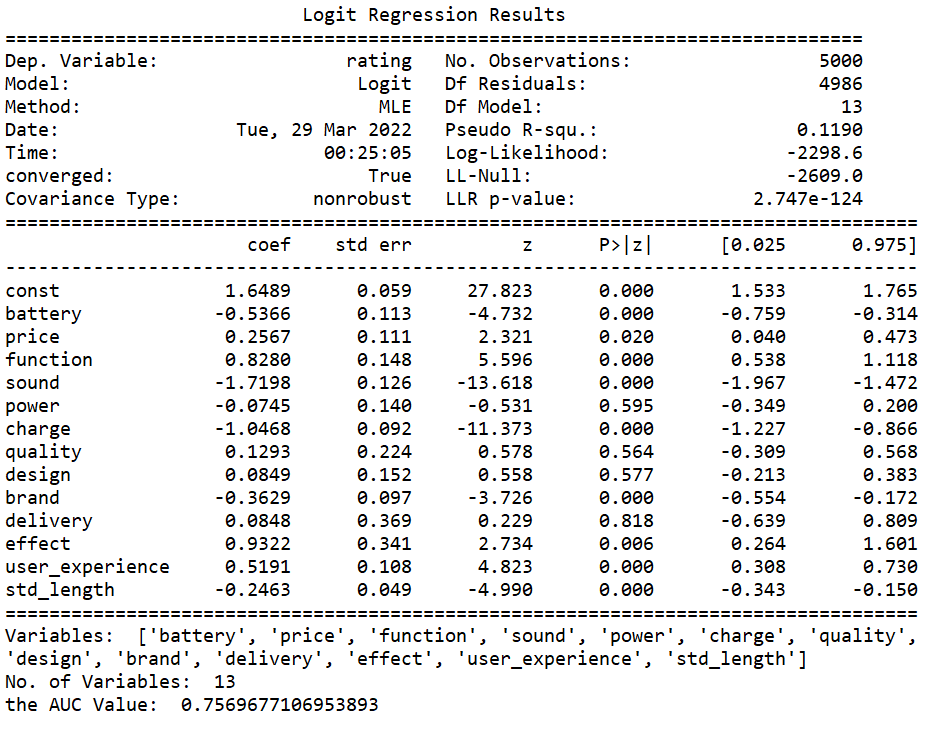 Logit Regression Results
==============================================================================
Dep. Variable: rating No. Observations: 5000
Model: Logit Df Residuals: 4986
Method: MLE Df Model: 13
Date: Tue, 29 Mar 2022 Pseudo R-squ.: 0.1190
Time: 00:25:05 Log-Likelihood: -2298.6
converged: True LL-Null: -2609.0
Covariance Type: nonrobust LLR p-value: 2.747e-124
===================================================================================
coef std err z P>|z| [0.025 0.975]
-----------------------------------------------------------------------------------
const 1.6489 0.059 27.823 0.000 1.533 1.765
battery -0.5366 0.113 -4.732 0.000 -0.759 -0.314
price 0.2567 0.111 2.321 0.020 0.040 0.473
function 0.8280 0.148 5.596 0.000 0.538 1.118
sound -1.7198 0.126 -13.618 0.000 -1.967 -1.472
power -0.0745 0.140 -0.531 0.595 -0.349 0.200
charge -1.0468 0.092 -11.373 0.000 -1.227 -0.866
quality 0.1293 0.224 0.578 0.564 -0.309 0.568
design 0.0849 0.152 0.558 0.577 -0.213 0.383
brand -0.3629 0.097 -3.726 0.000 -0.554 -0.172
delivery 0.0848 0.369 0.229 0.818 -0.639 0.809
effect 0.9322 0.341 2.734 0.006 0.264 1.601
user_experience 0.5191 0.108 4.823 0.000 0.308 0.730
std_length -0.2463 0.049 -4.990 0.000 -0.343 -0.150
===================================================================================
Variables: ['battery', 'price', 'function', 'sound', 'power', 'charge', 'quality',
'design', 'brand', 'delivery', 'effect', 'user_experience', 'std_length']
No. of Variables: 13
the AUC Value: 0.7569677106953893